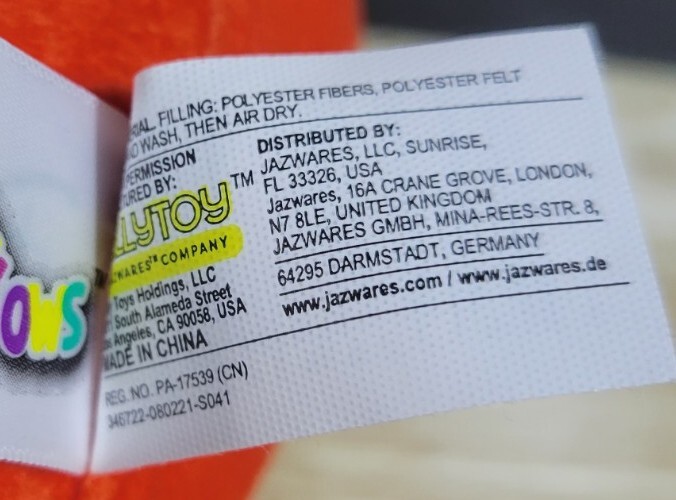 FILLING: POLYESTER FIBERS, POLYESTER FELT
WASH, THEN AIR DRY.
PERMISSION
BY:
LLYTOY™
AZWARES™ COMPANY
Toys Holdings, LLC
South Alameda Street
Los Angeles, CA 90058, USA
MADE IN CHINA
REG. NO. PA-17539 (CN)
346722-080221-S041
DISTRIBUTED BY:
JAZWARES, LLC, SUNRISE,
FL 33326, USA
Jazwares, 16A CRANE GROVE, LONDON,
N7 8LE, UNITED KINGDOM
JAZWARES GMBH, MINA-REES-STR. 8,
64295 DARMSTADT, GERMANY
www.jazwares.com / www.jazwares.de
ows